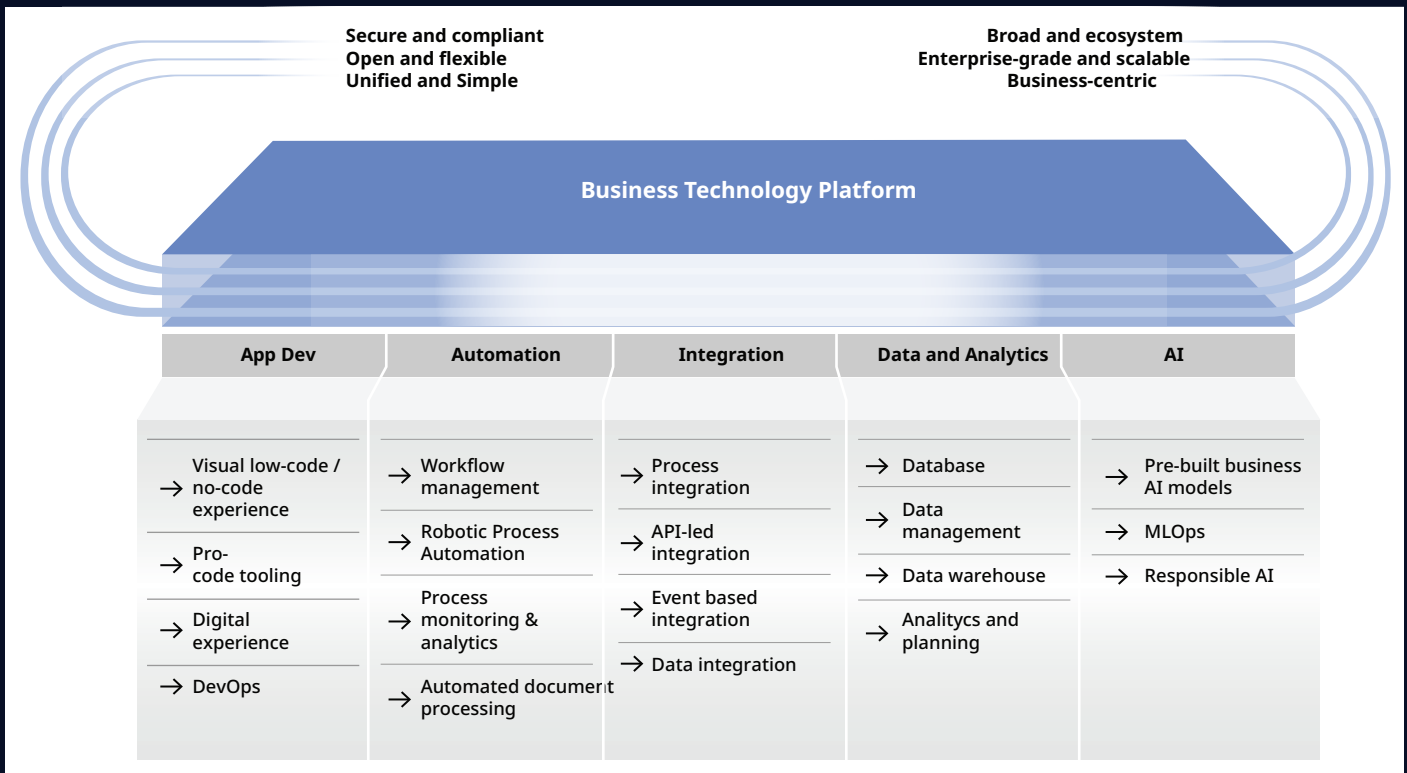 Secure and compliant
Open and flexible
Unified and Simple
Broad and ecosystem
Enterprise-grade and scalable
Business-centric
Business Technology Platform
App Dev
Visual low-code /
no-code
experience
Pro-
code tooling
Digital
experience
DevOps
Automation
Workflow
management
Robotic Process
Automation
Process
monitoring &
analytics
Automated document
processing
Integration
Process
integration
API-led
integration
Event based
integration
Data integration
Data and Analytics
Database
Data
management
Data warehouse
Analitycs and
planning
AI
Pre-built business
AI models
MLOps
Responsible AI